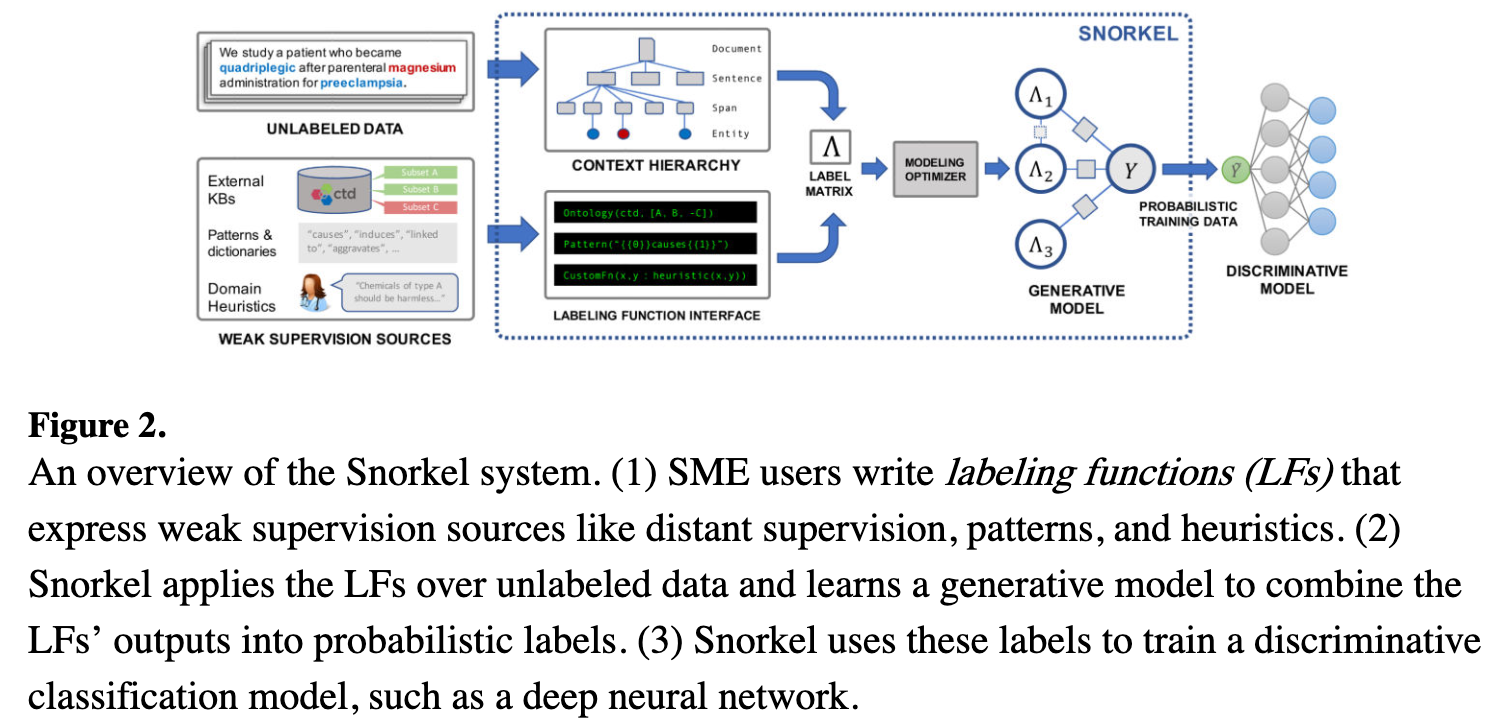 SNORKEL
We study a patient who became
quadriplegic after parenteral magnesium
administration for preeclampsia.
UNLABELED DATA
External
KBs
ctd
Subset A
Subset B
Subset C
Patterns &
dictionaries
“causes”, “induces”, “linked
to”, “aggravates”, ...
Domain
Heuristics
“Chemicals of type A
should be harmless...”
WEAK SUPERVISION SOURCES
Document
Sentence
Span
Entity
CONTEXT HIERARCHY
Ontology(ctd, [A, B, -C])
Pattern("{{0}}causes{{1}}")
CustomFn(x,y : heuristic(x,y))
LABELING FUNCTION INTERFACE
Λ
LABEL
MATRIX
MODELING
OPTIMIZER
Λ1
Λ2
Λ3
Y
GENERATIVE
MODEL
PROBABILISTIC
TRAINING DATA
Ỹ
DISCRIMINATIVE
MODEL
Figure 2.
An overview of the Snorkel system. (1) SME users write labeling functions (LFs) that
express weak supervision sources like distant supervision, patterns, and heuristics. (2)
Snorkel applies the LFs over unlabeled data and learns a generative model to combine the
LFs’ outputs into probabilistic labels. (3) Snorkel uses these labels to train a discriminative
classification model, such as a deep neural network.